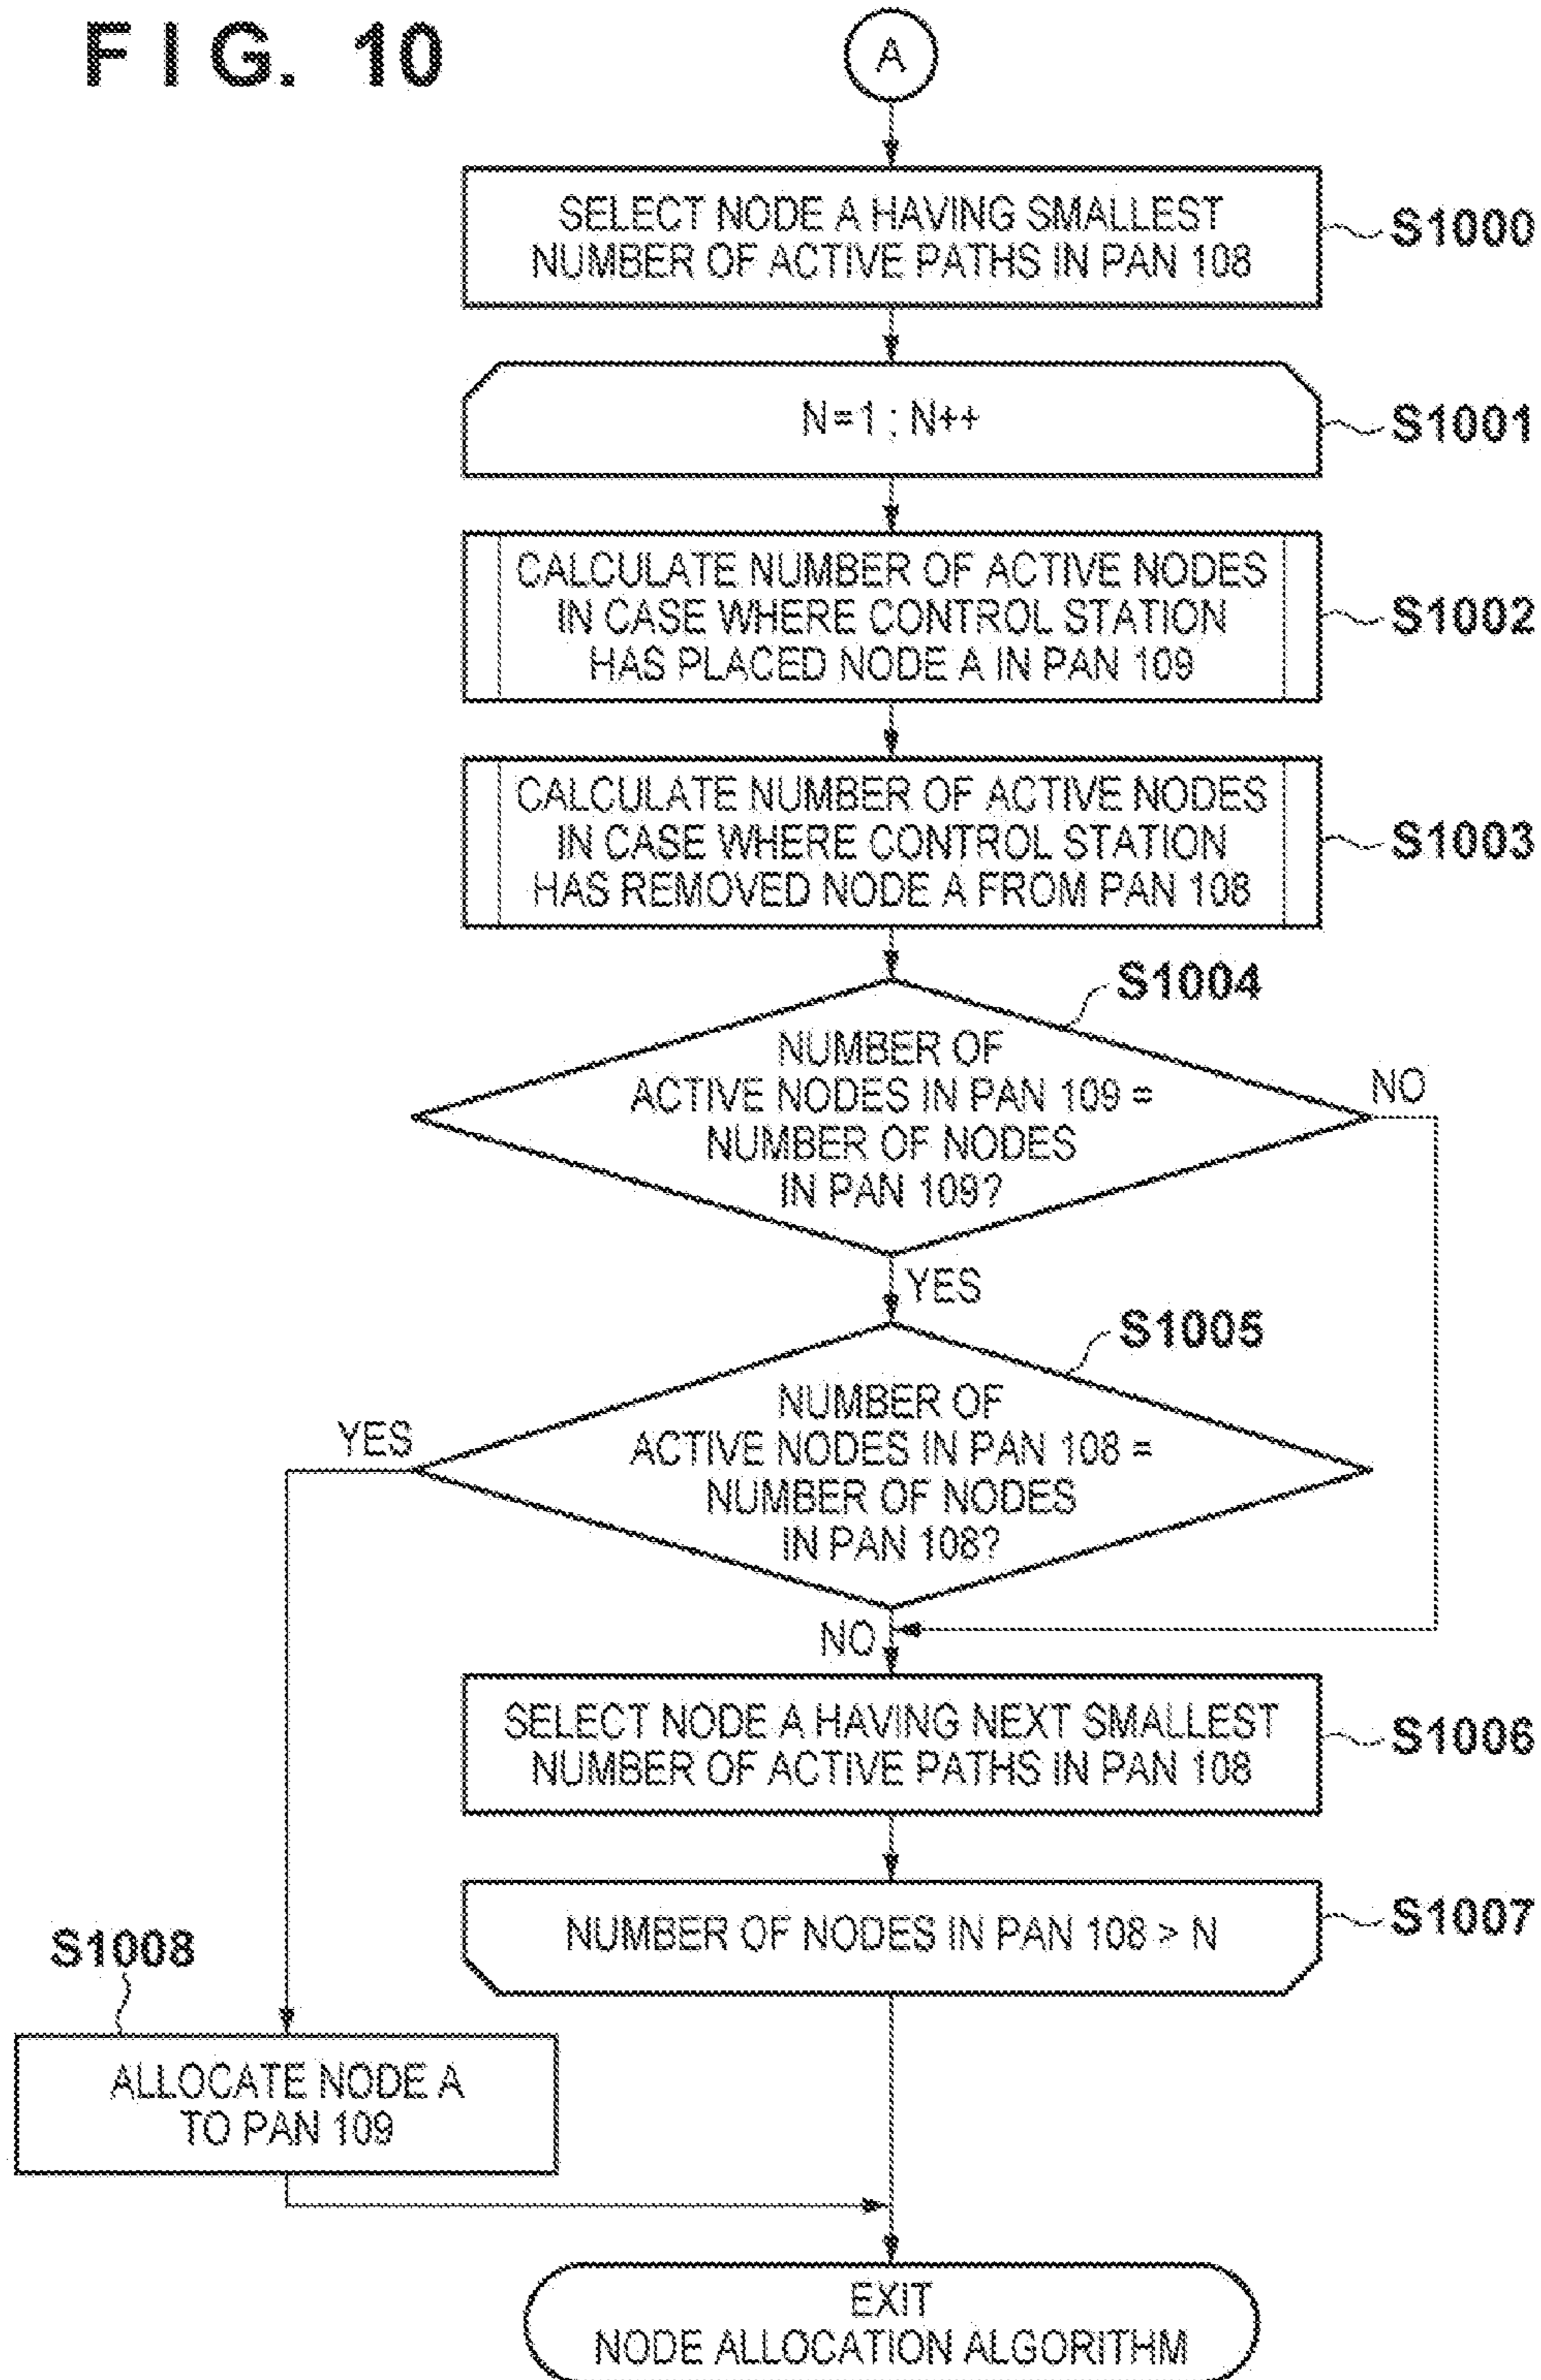 FIG. 10
A
SELECT NODE A HAVING SMALLEST
NUMBER OF ACTIVE PATHS IN PAN 108
S1000
N=1 ; N++
S1001
CALCULATE NUMBER OF ACTIVE NODES
IN CASE WHERE CONTROL STATION
HAS PLACED NODE A IN PAN 109
S1002
CALCULATE NUMBER OF ACTIVE NODES
IN CASE WHERE CONTROL STATION
HAS REMOVED NODE A FROM PAN 108
S1003
S1004
NUMBER OF
ACTIVE NODES IN PAN 109 =
NUMBER OF NODES
IN PAN 109?
NO
YES
S1005
NUMBER OF
ACTIVE NODES IN PAN 108 =
NUMBER OF NODES
IN PAN 108?
YES
NO
SELECT NODE A HAVING NEXT SMALLEST
NUMBER OF ACTIVE PATHS IN PAN 108
S1006
NUMBER OF NODES IN PAN 108 > N
S1007
S1008
ALLOCATE NODE A
TO PAN 109
EXIT
NODE ALLOCATION ALGORITHM